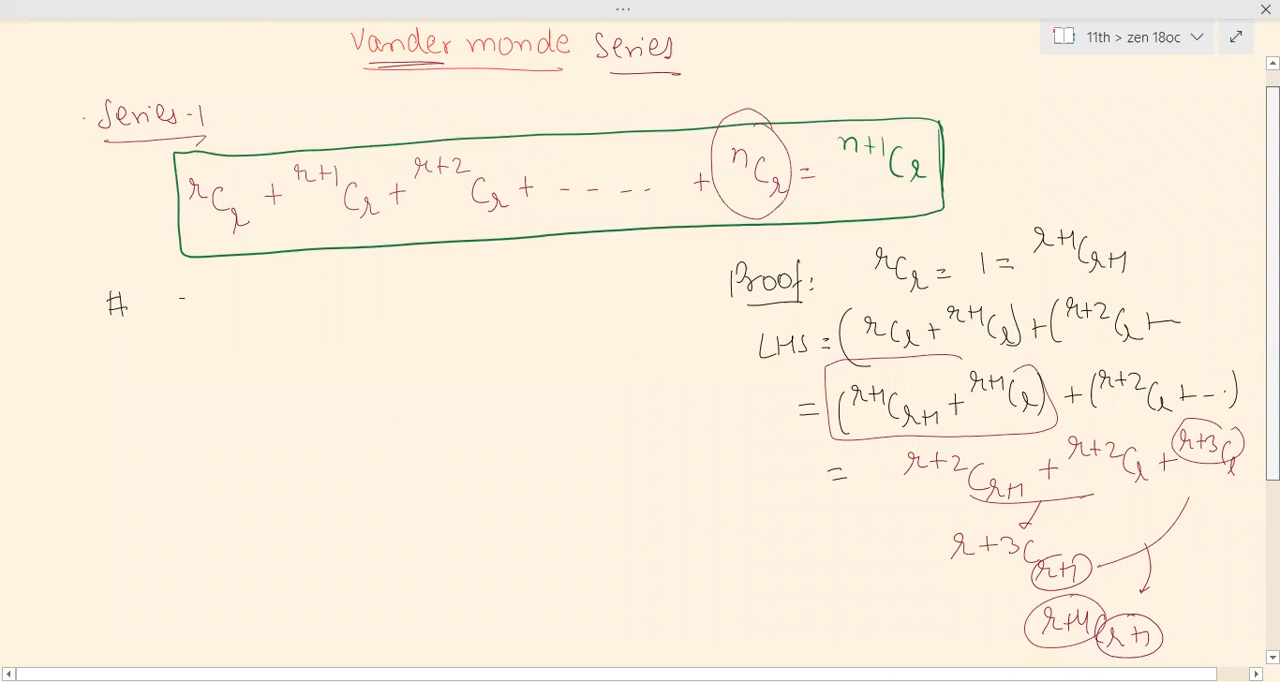 11th > zen 18oc
Vander monde Series
Series-1
ʳCᵣ + ʳ⁺¹Cᵣ + ʳ⁺²Cᵣ + ---- + ⁿCᵣ = ⁿ⁺¹Cᵣ
# -
Proof: ʳCᵣ = 1 = ʳ⁺¹Cᵣ₊₁
LHS = (ʳCᵣ + ʳ⁺¹Cᵣ) + (ʳ⁺²Cᵣ +
= (ʳ⁺¹Cᵣ₊₁ + ʳ⁺¹Cᵣ) + (ʳ⁺²Cᵣ + --·)
= ʳ⁺²Cᵣ₊₁ + ʳ⁺²Cᵣ + ʳ⁺³Cᵣ
ʳ⁺³Cᵣ₊₁
ʳ⁺⁴Cᵣ₊₁